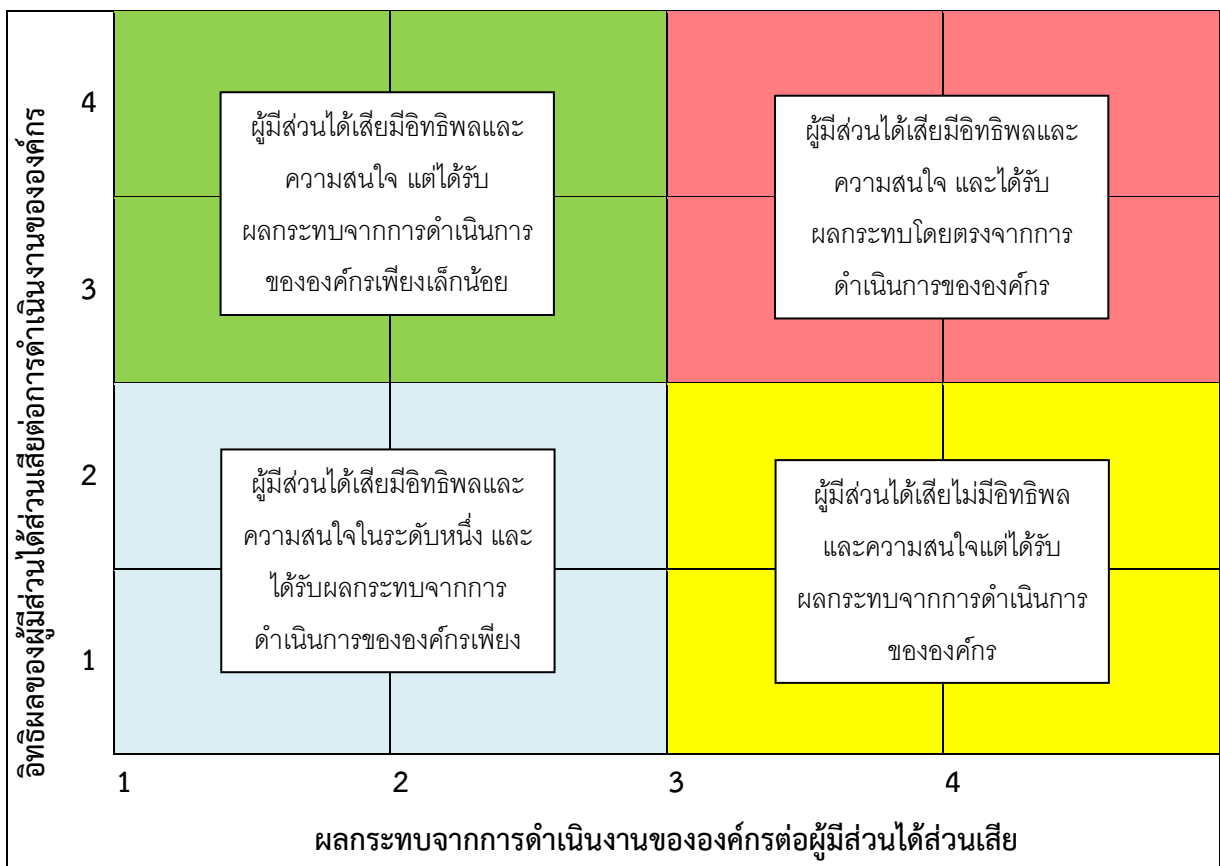 อิทธิผลของผู้มีส่วนได้ส่วนเสียต่อการดำเนินงานขององค์กร
4
ผู้มีส่วนได้เสียมีอิทธิพลและ
ความสนใจ แต่ได้รับ
ผลกระทบจากการดำเนินการ
ขององค์กรเพียงเล็กน้อย
ผู้มีส่วนได้เสียมีอิทธิพลและ
ความสนใจ และได้รับ
ผลกระทบโดยตรงจากการ
ดำเนินการขององค์กร
3
2
ผู้มีส่วนได้เสียมีอิทธิพลและ
ความสนใจในระดับหนึ่ง และ
ได้รับผลกระทบจากการ
ดำเนินการขององค์กรเพียง
ผู้มีส่วนได้เสียไม่มีอิทธิพล
และความสนใจแต่ได้รับ
ผลกระทบจากการดำเนินการ
ขององค์กร
1
1 2 3 4
ผลกระทบจากการดำเนินงานขององค์กรต่อผู้มีส่วนได้ส่วนเสีย